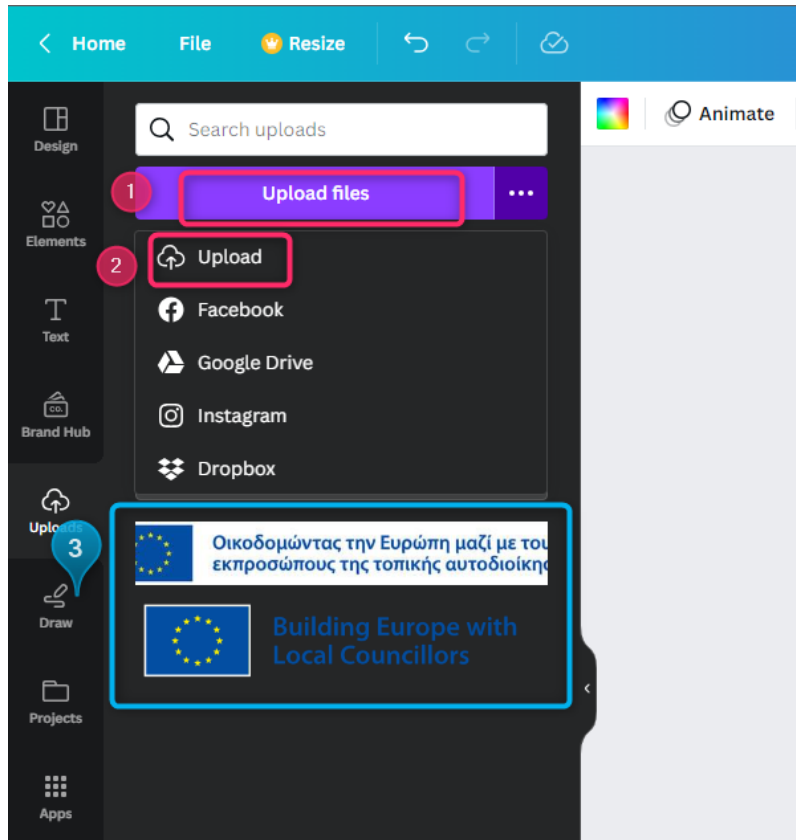 Home File Resize
Design
Search uploads
Animate
1 Upload files
Elements
2 Upload
Facebook
Text
Google Drive
Instagram
Brand Hub
Dropbox
Uploads
3
Οικοδομώντας την Ευρώπη μαζί με του
εκπροσώπους της τοπικής αυτοδιοίκη
Draw
Building Europe with
Local Councillors
Projects
Apps